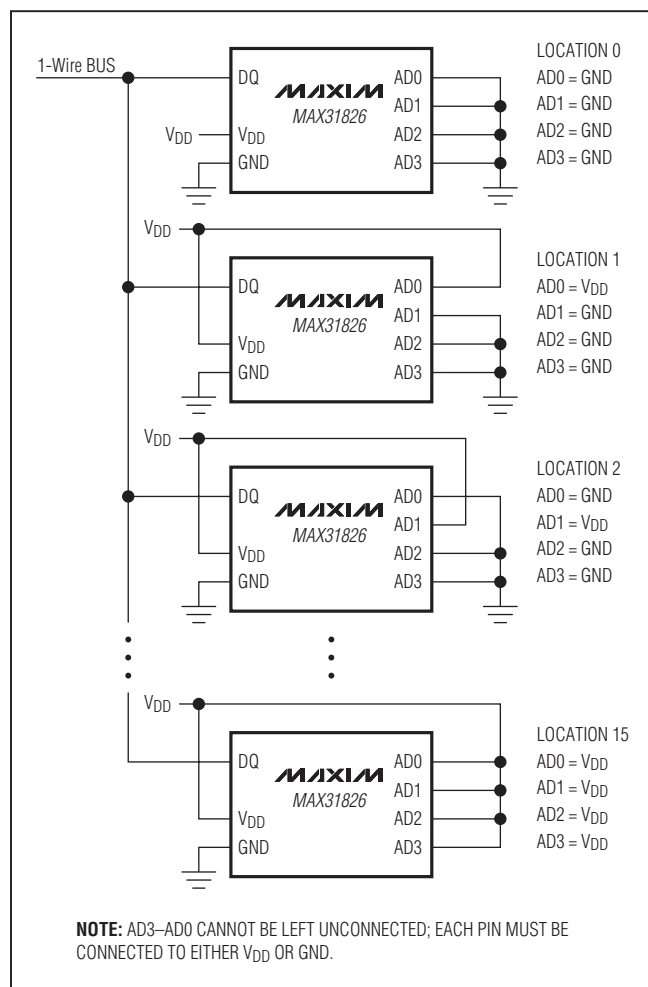 1-Wire BUS
DQ
VDD
VDD
GND
MAXIM
MAX31826
AD0
AD1
AD2
AD3
LOCATION 0
AD0 = GND
AD1 = GND
AD2 = GND
AD3 = GND
VDD
DQ
VDD
GND
MAXIM
MAX31826
AD0
AD1
AD2
AD3
LOCATION 1
AD0 = VDD
AD1 = GND
AD2 = GND
AD3 = GND
VDD
DQ
VDD
GND
MAXIM
MAX31826
AD0
AD1
AD2
AD3
LOCATION 2
AD0 = GND
AD1 = VDD
AD2 = GND
AD3 = GND
VDD
DQ
VDD
GND
MAXIM
MAX31826
AD0
AD1
AD2
AD3
LOCATION 15
AD0 = VDD
AD1 = VDD
AD2 = VDD
AD3 = VDD
NOTE: AD3–AD0 CANNOT BE LEFT UNCONNECTED; EACH PIN MUST BE
CONNECTED TO EITHER VDD OR GND.